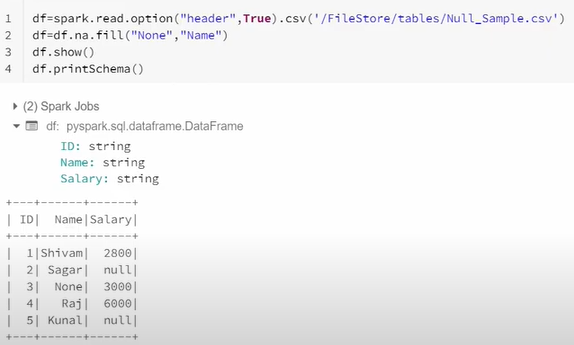 1 df=spark.read.option("header",True).csv('/FileStore/tables/Null_Sample.csv')
2 df=df.na.fill("None","Name")
3 df.show()
4 df.printSchema()
(2) Spark Jobs
df: pyspark.sql.dataframe.DataFrame
ID: string
Name: string
Salary: string
+---+------+------+
| ID|  Name|Salary|
+---+------+------+
|  1|Shivam|  2800|
|  2| Sagar|  null|
|  3|  None|  3000|
|  4|   Raj|  6000|
|  5| Kunal|  null|
+---+------+------+